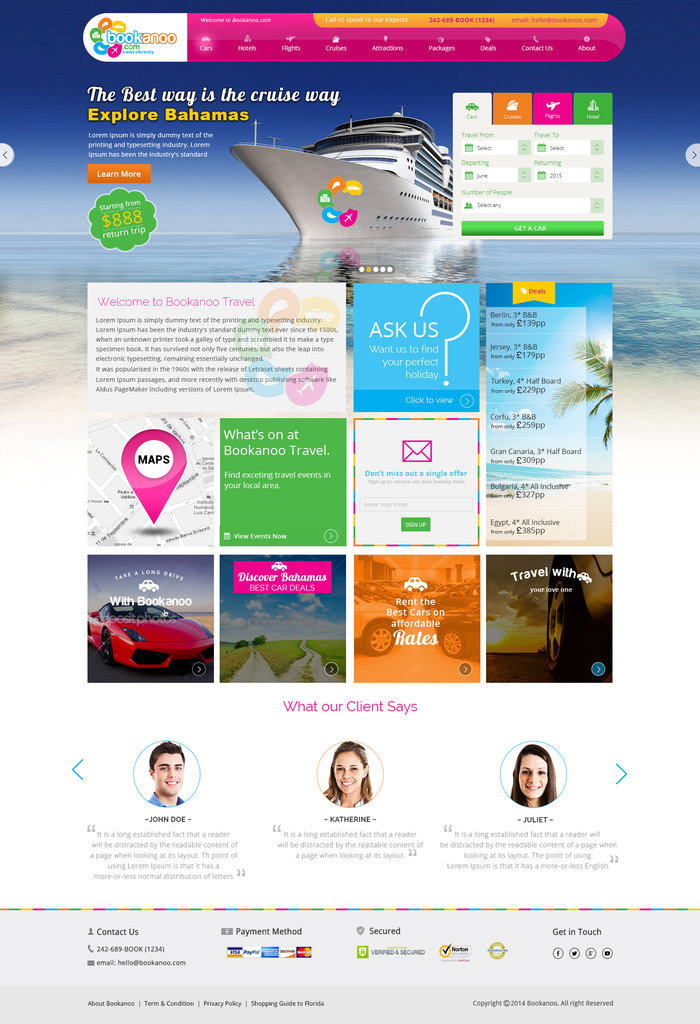 bookanoo
.com
travel vibrantly
Welcome to Bookanoo.com
Call to speak to our experts
242-689-BOOK (1234)
email: hello@bookanoo.com
Cars
Hotels
Flights
Cruises
Attractions
Packages
Deals
Contact Us
About
The Best way is the cruise way
Explore Bahamas
Lorem Ipsum is simply dummy text of the
printing and typesetting industry. Lorem
Lorem Ipsum has been the industry's standard
Learn More
Starting from
$888
return trip
Cars
Cruises
Flights
Hotel
Travel From
Travel To
Select
Select
Departing
Returning
June
2015
Number of People
Select any
GET A CAR
Welcome to Bookanoo Travel
Lorem Ipsum is simply dummy text of the printing and typesetting industry.
Lorem Ipsum has been the industry's standard dummy text ever since the 1500s,
when an unknown printer took a galley of type and scrambled it to make a type
specimen book. It has survived not only five centuries, but also the leap into
electronic typesetting, remaining essentially unchanged.
It was popularised in the 1960s with the release of Letraset sheets containing
Lorem Ipsum passages, and more recently with desktop publishing software like
Aldus PageMaker including versions of Lorem Ipsum.
ASK US
?
Want us to find
your perfect
holiday
Click to view
Deals
Berlin, 3* B&B
from only £139pp
Jersey, 3* B&B
from only £179pp
Turkey, 4* Half Board
from only £229pp
Corfu, 3* B&B
from only £259pp
Gran Canaria, 3* Half Board
from only £309pp
Bulgaria, 4* All Inclusive
from only £327pp
Egypt, 4* All Inclusive
from only £385pp
MAPS
What's on at
Bookanoo Travel.
Find exceting travel events in
your local area.
View Events Now
Don't miss out a single offer
Sign up to receive our best holiday deals
Enter Your Email
SIGN UP
TAKE A LONG DRIVE
With Bookanoo
depositphotos
Discover Bahamas
BEST CAR DEALS
Rent the
Best Cars on
affordable
Rates
Travel with
your love one
What our Client Says
~JOHN DOE ~
“ It is a long established fact that a reader
will be distracted by the readable content of
a page when looking at its layout. Th point of
using Lorem Ipsum is that it has a
more-or-less normal distribution of letters ”
~ KATHERINE ~
“ It is a long established fact that a reader
will be distracted by the readable content of
a page when looking at its layout. ”
~ JULIET ~
“ It is a long established fact that a reader will
be distracted by the readable content of a page
when looking at its layout. The point of using
Lorem Ipsum is that it has a more-or-less English. ”
Contact Us
242-689-BOOK (1234)
email: hello@bookanoo.com
Payment Method
VISA PayPal DISCOVER
Secured
VERIFIED & SECURED
Norton
SECURED
Get in Touch
About Bookanoo | Term & Condition | Privacy Policy | Shopping Guide to Florida
Copyright © 2014 Bookanoo, All right Reserved